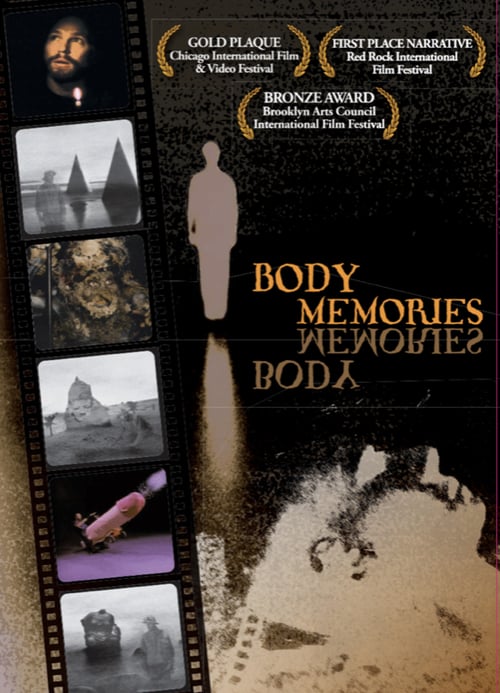 GOLD PLAQUE
Chicago International Film
& Video Festival
FIRST PLACE NARRATIVE
Red Rock International
Film Festival
BRONZE AWARD
Brooklyn Arts Council
International Film Festival
BODY
MEMORIES
MEMORIES
BODY